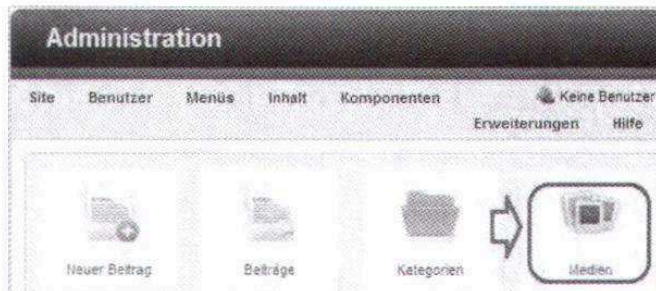 Administration
Site Benutzer Menüs Inhalt Komponenten Keine Benutzer
Erweiterungen Hilfe
Neuer Beitrag Beiträge Kategorien Medien